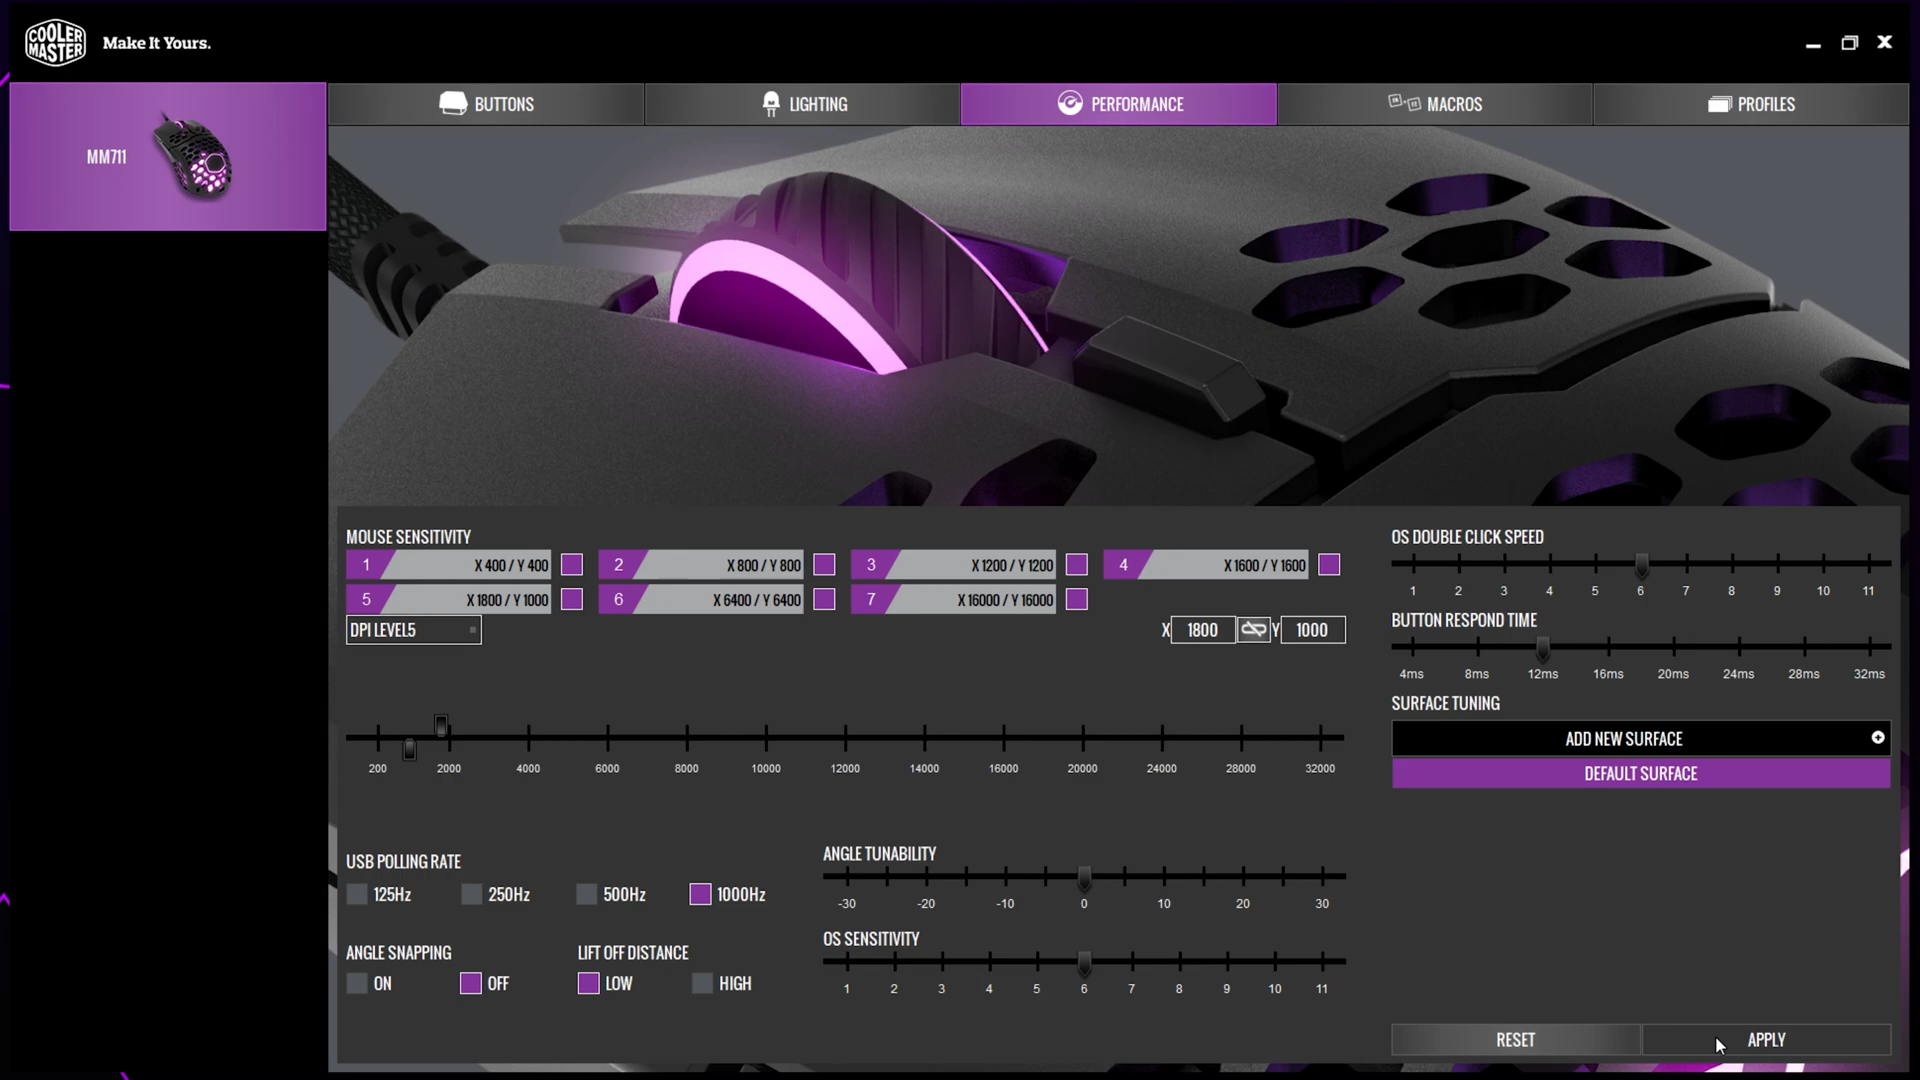 COOLER MASTER Make It Yours.
MM711
BUTTONS LIGHTING PERFORMANCE MACROS PROFILES
MOUSE SENSITIVITY
1 X 400 / Y 400 2 X 800 / Y 800 3 X 1200 / Y 1200 4 X 1600 / Y 1600
5 X 1800 / Y 1000 6 X 6400 / Y 6400 7 X 16000 / Y 16000
DPI LEVEL5 X 1800 Y 1000
200 2000 4000 6000 8000 10000 12000 14000 16000 20000 24000 28000 32000
USB POLLING RATE
125Hz 250Hz 500Hz 1000Hz
ANGLE SNAPPING
ON OFF
LIFT OFF DISTANCE
LOW HIGH
ANGLE TUNABILITY
-30 -20 -10 0 10 20 30
OS SENSITIVITY
1 2 3 4 5 6 7 8 9 10 11
OS DOUBLE CLICK SPEED
1 2 3 4 5 6 7 8 9 10 11
BUTTON RESPOND TIME
4ms 8ms 12ms 16ms 20ms 24ms 28ms 32ms
SURFACE TUNING
ADD NEW SURFACE
DEFAULT SURFACE
RESET APPLY